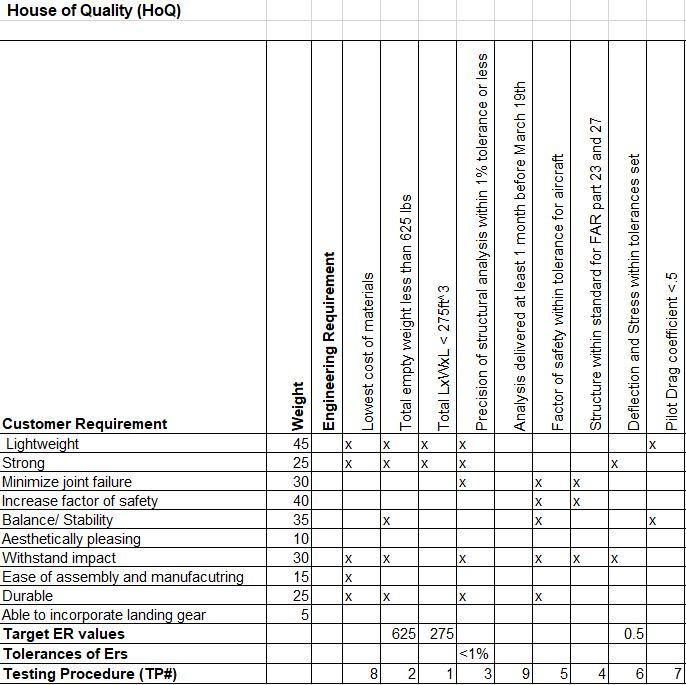 House of Quality (HoQ)
Customer Requirement
Weight
Engineering Requirement
Lowest cost of materials
Total empty weight less than 625 lbs
Total LxWxL < 275ft^3
Precision of structural analysis within 1% tolerance or less
Analysis delivered at least 1 month before March 19th
Factor of safety within tolerance for aircraft
Structure within standard for FAR part 23 and 27
Deflection and Stress within tolerances set
Pilot Drag coefficient <.5
Lightweight 45 x x x x x
Strong 25 x x x x x
Minimize joint failure 30 x x x
Increase factor of safety 40 x x
Balance/ Stability 35 x x x
Aesthetically pleasing 10
Withstand impact 30 x x x x x x
Ease of assembly and manufacutring 15 x
Durable 25 x x x x
Able to incorporate landing gear 5
Target ER values 625 275 0.5
Tolerances of Ers <1%
Testing Procedure (TP#) 8 2 1 3 9 5 4 6 7